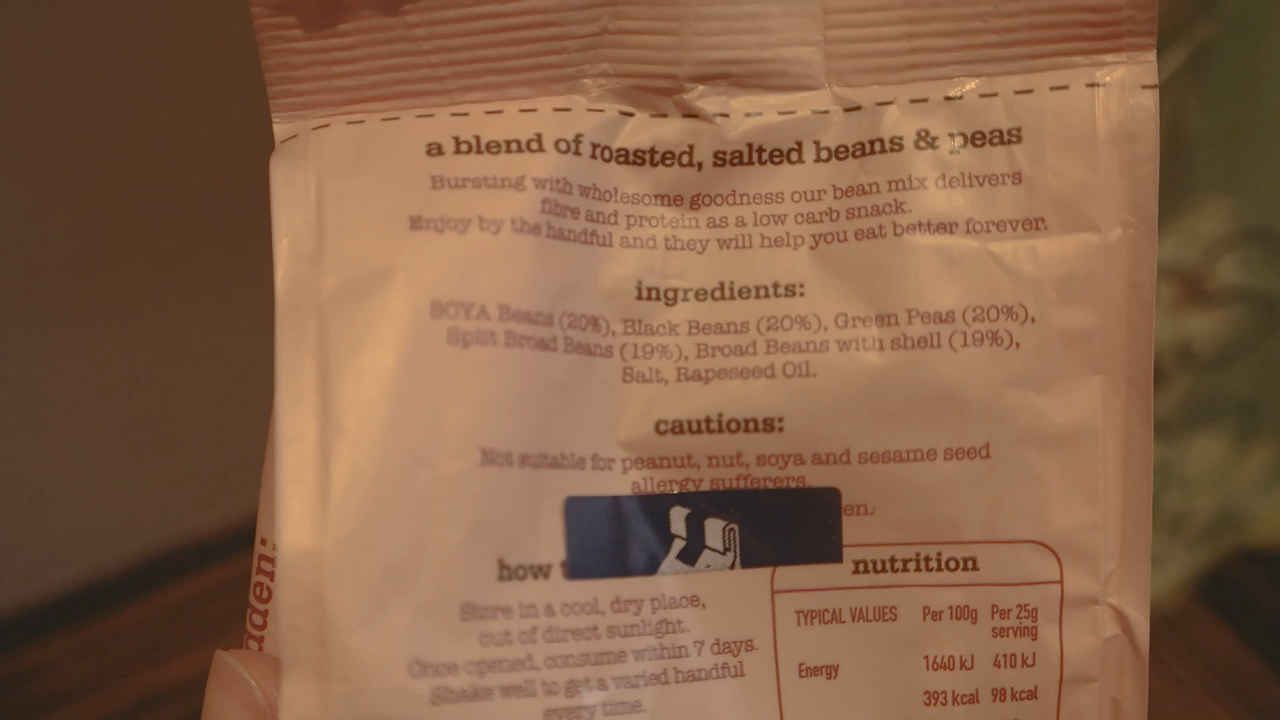 a blend of roasted, salted beans & peas
Bursting with wholesome goodness our bean mix delivers
fibre and protein as a low carb snack.
Enjoy by the handful and they will help you eat better forever.
ingredients:
SOYA Beans (20%), Black Beans (20%), Green Peas (20%),
Split Broad Beans (19%), Broad Beans with shell (19%),
Salt, Rapeseed Oil.
cautions:
Not suitable for peanut, nut, soya and sesame seed
allergy sufferers.
en.
how
Store in a cool, dry place,
out of direct sunlight.
Once opened, consume within 7 days.
Shake well to get a varied handful
every time.
nutrition
TYPICAL VALUES Per 100g Per 25g
serving
Energy 1640 kJ 410 kJ
393 kcal 98 kcal